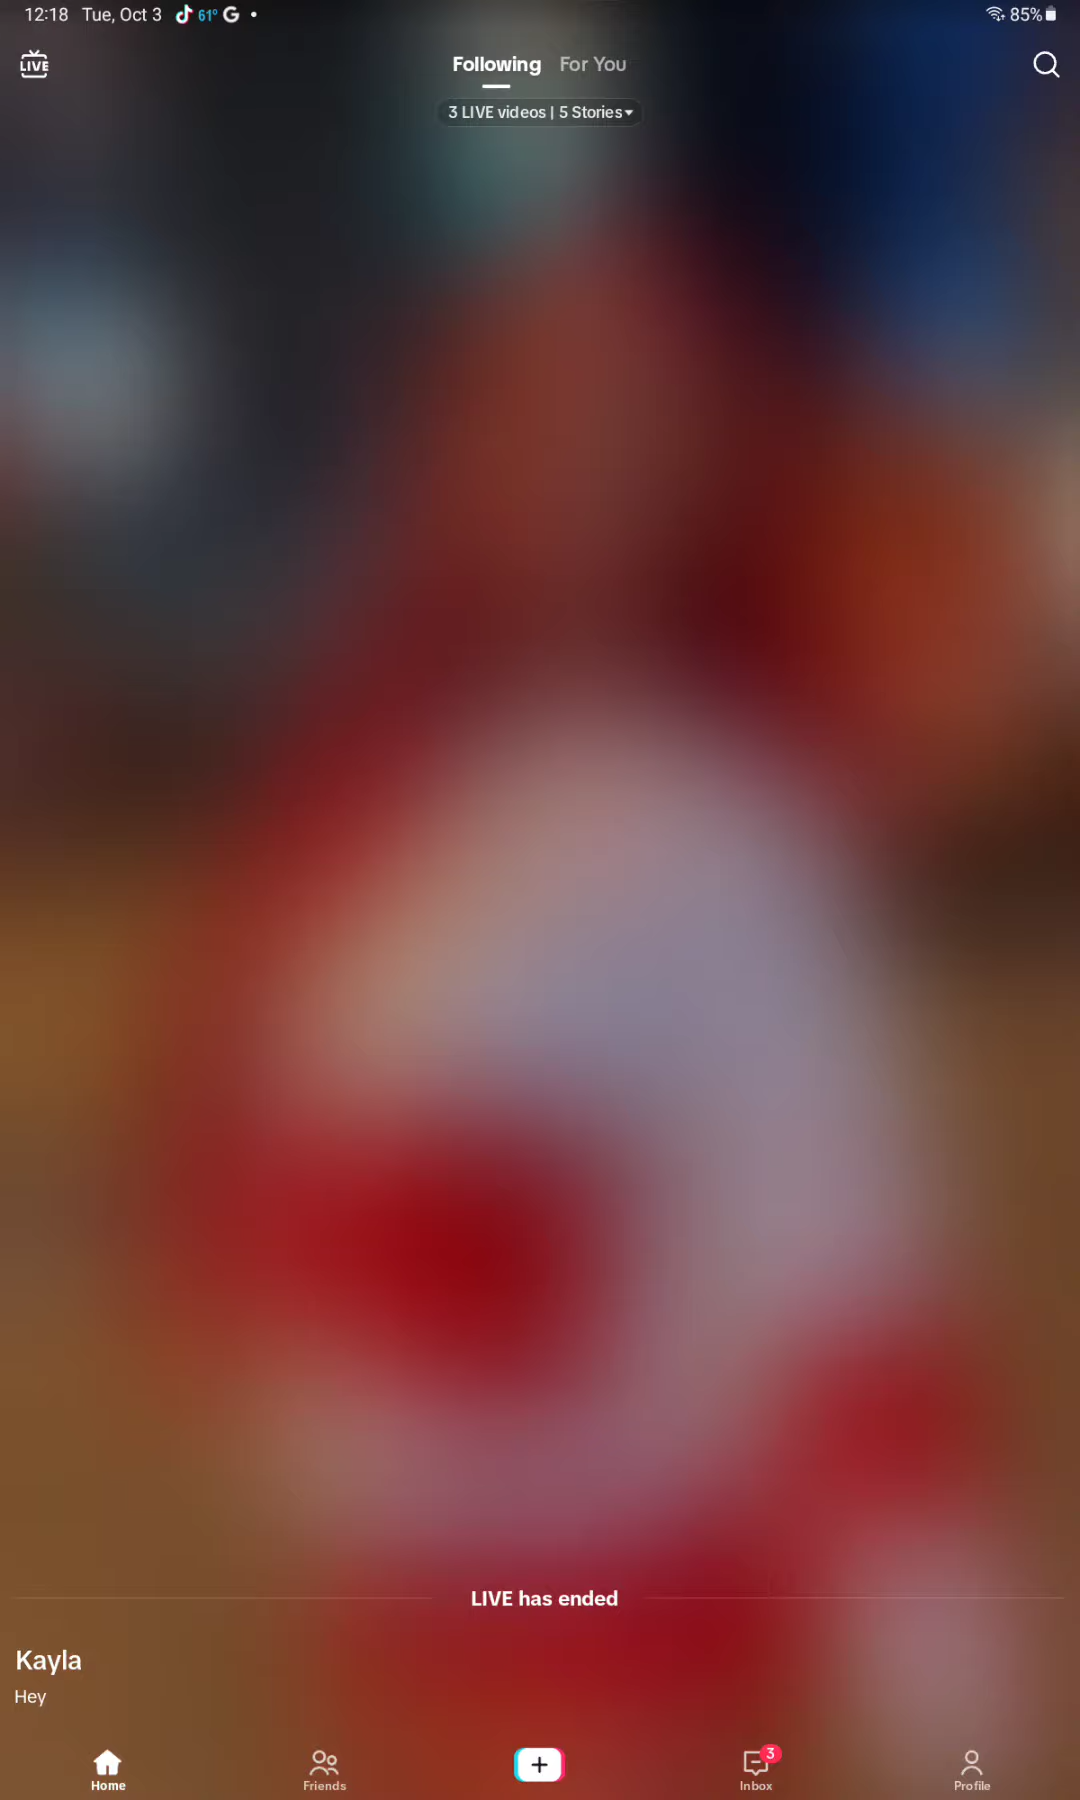 12:18 Tue, Oct 3 61° G 85%
LIVE
Following For You
3 LIVE videos | 5 Stories
LIVE has ended
Kayla
Hey
3
Home Friends Inbox Profile